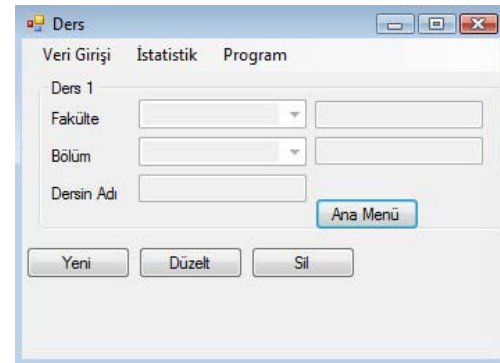 Ders
Veri Girişi İstatistik Program
Ders 1
Fakülte
Bölüm
Dersin Adı
Ana Menü
Yeni Düzelt Sil